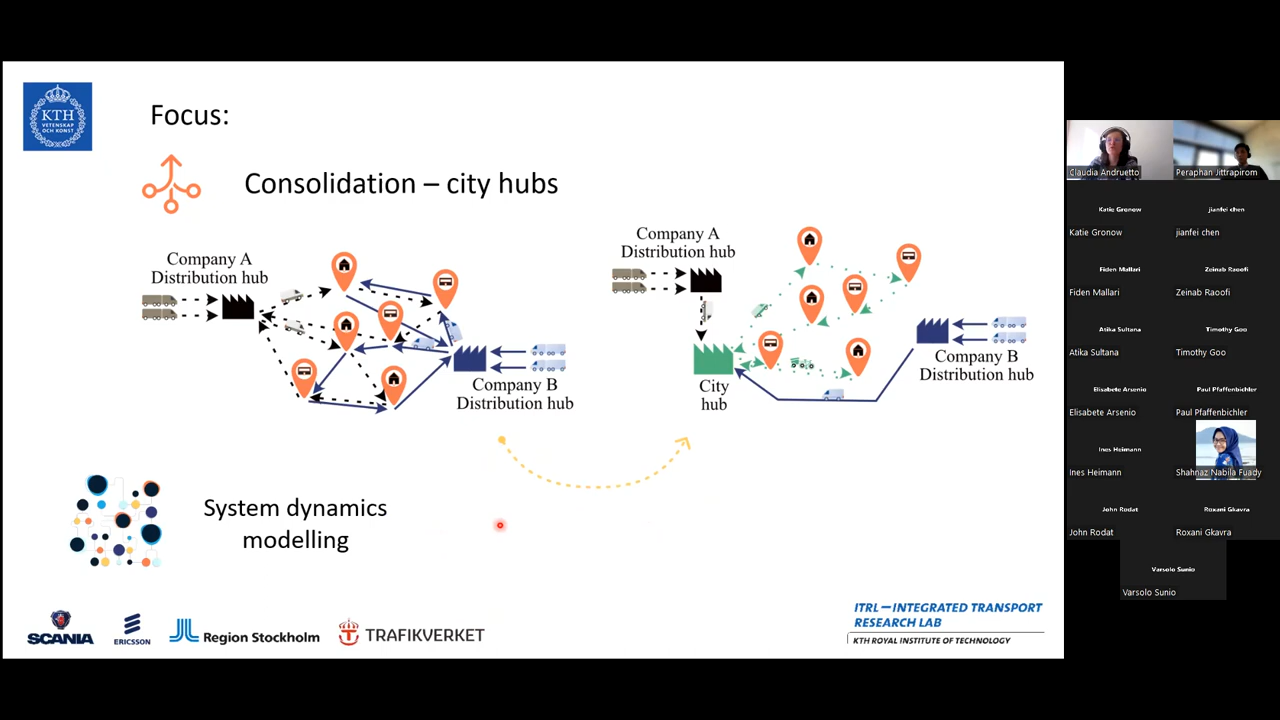 KTH
VETENSKAP
OCH KONST
Focus:
Consolidation – city hubs
Company A
Distribution hub
Company B
Distribution hub
Company A
Distribution hub
City
hub
Company B
Distribution hub
System dynamics
modelling
SCANIA
ERICSSON
Region Stockholm
TRAFIKVERKET
ITRL – INTEGRATED TRANSPORT
RESEARCH LAB
KTH ROYAL INSTITUTE OF TECHNOLOGY
Claudia Andruetto
Peraphan Jittrapirom
Katie Gronow
jianfei chen
Katie Gronow
jianfei chen
Fiden Mallari
Zeinab Raoofi
Fiden Mallari
Zeinab Raoofi
Atika Sultana
Timothy Goo
Atika Sultana
Timothy Goo
Elisabete Arsenio
Paul Pfaffenbichler
Elisabete Arsenio
Paul Pfaffenbichler
Ines Heimann
Ines Heimann
Shahnaz Nabila Fuady
John Rodat
Roxani Gkavra
John Rodat
Roxani Gkavra
Varsolo Sunio
Varsolo Sunio